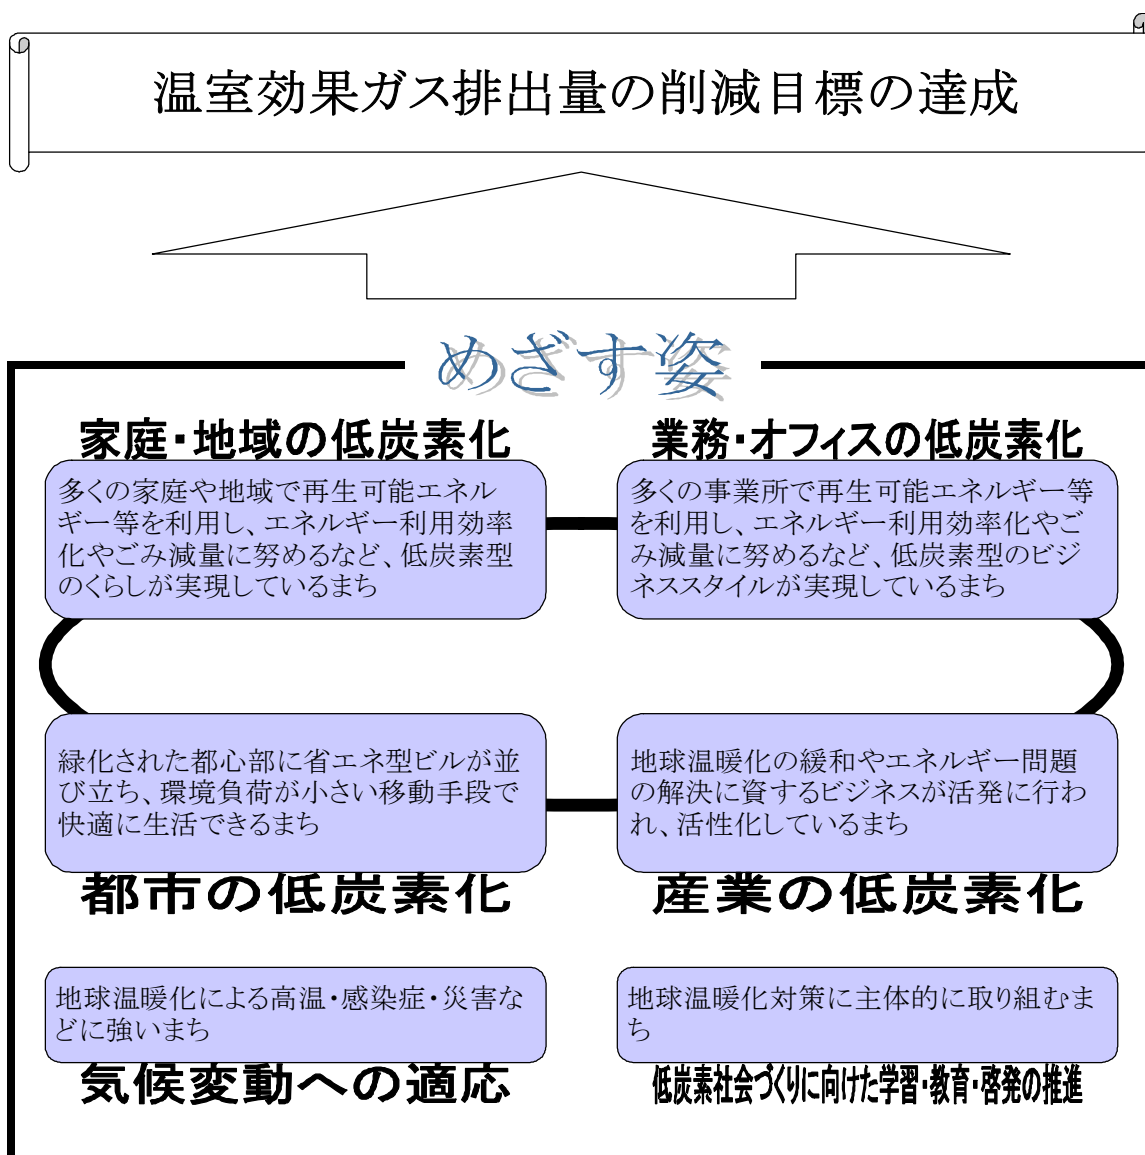 温室効果ガス排出量の削減目標の達成
めざす姿
家庭・地域の低炭素化
多くの家庭や地域で再生可能エネル
ギー等を利用し、エネルギー利用効率
化やごみ減量に努めるなど、低炭素型
のくらしが実現しているまち
業務・オフィスの低炭素化
多くの事業所で再生可能エネルギー等
を利用し、エネルギー利用効率化やご
み減量に努めるなど、低炭素型のビジ
ネススタイルが実現しているまち
緑化された都心部に省エネ型ビルが並
び立ち、環境負荷が小さい移動手段で
快適に生活できるまち
都市の低炭素化
地球温暖化の緩和やエネルギー問題
の解決に資するビジネスが活発に行わ
れ、活性化しているまち
産業の低炭素化
地球温暖化による高温・感染症・災害な
どに強いまち
気候変動への適応
地球温暖化対策に主体的に取り組むま
ち
低炭素社会づくりに向けた学習・教育・啓発の推進